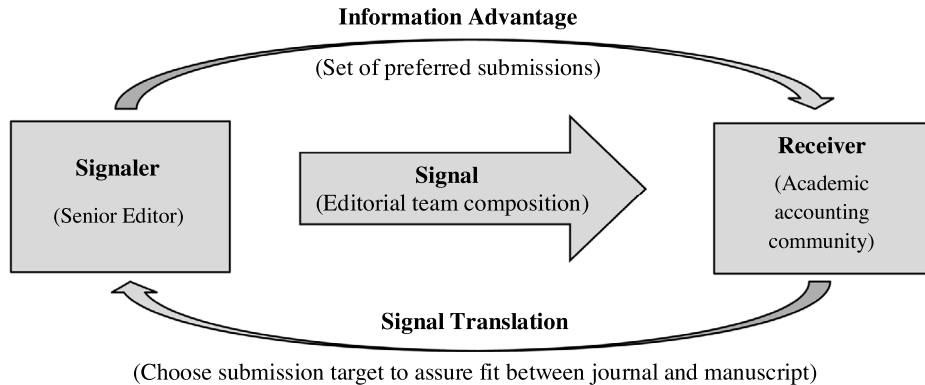 Information Advantage
(Set of preferred submissions)
Signaler
(Senior Editor)
Signal
(Editorial team composition)
Receiver
(Academic
accounting
community)
Signal Translation
(Choose submission target to assure fit between journal and manuscript)